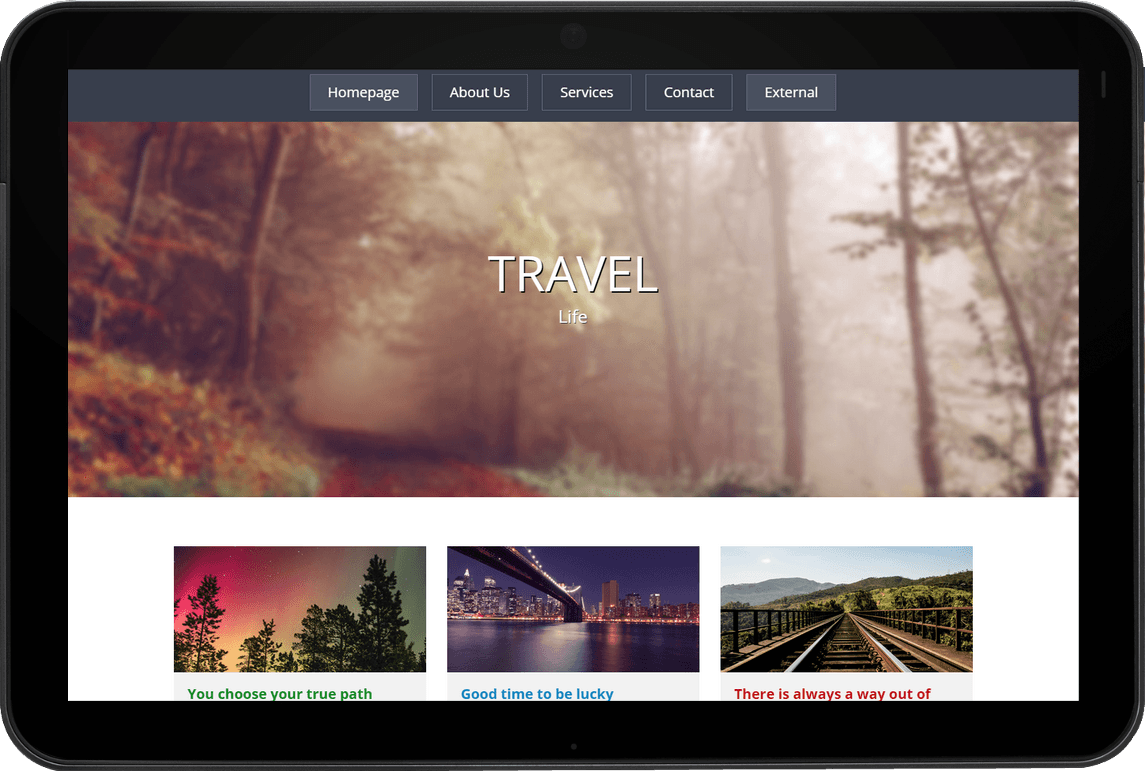 Homepage About Us Services Contact External
TRAVEL
Life
You choose your true path Good time to be lucky There is always a way out of